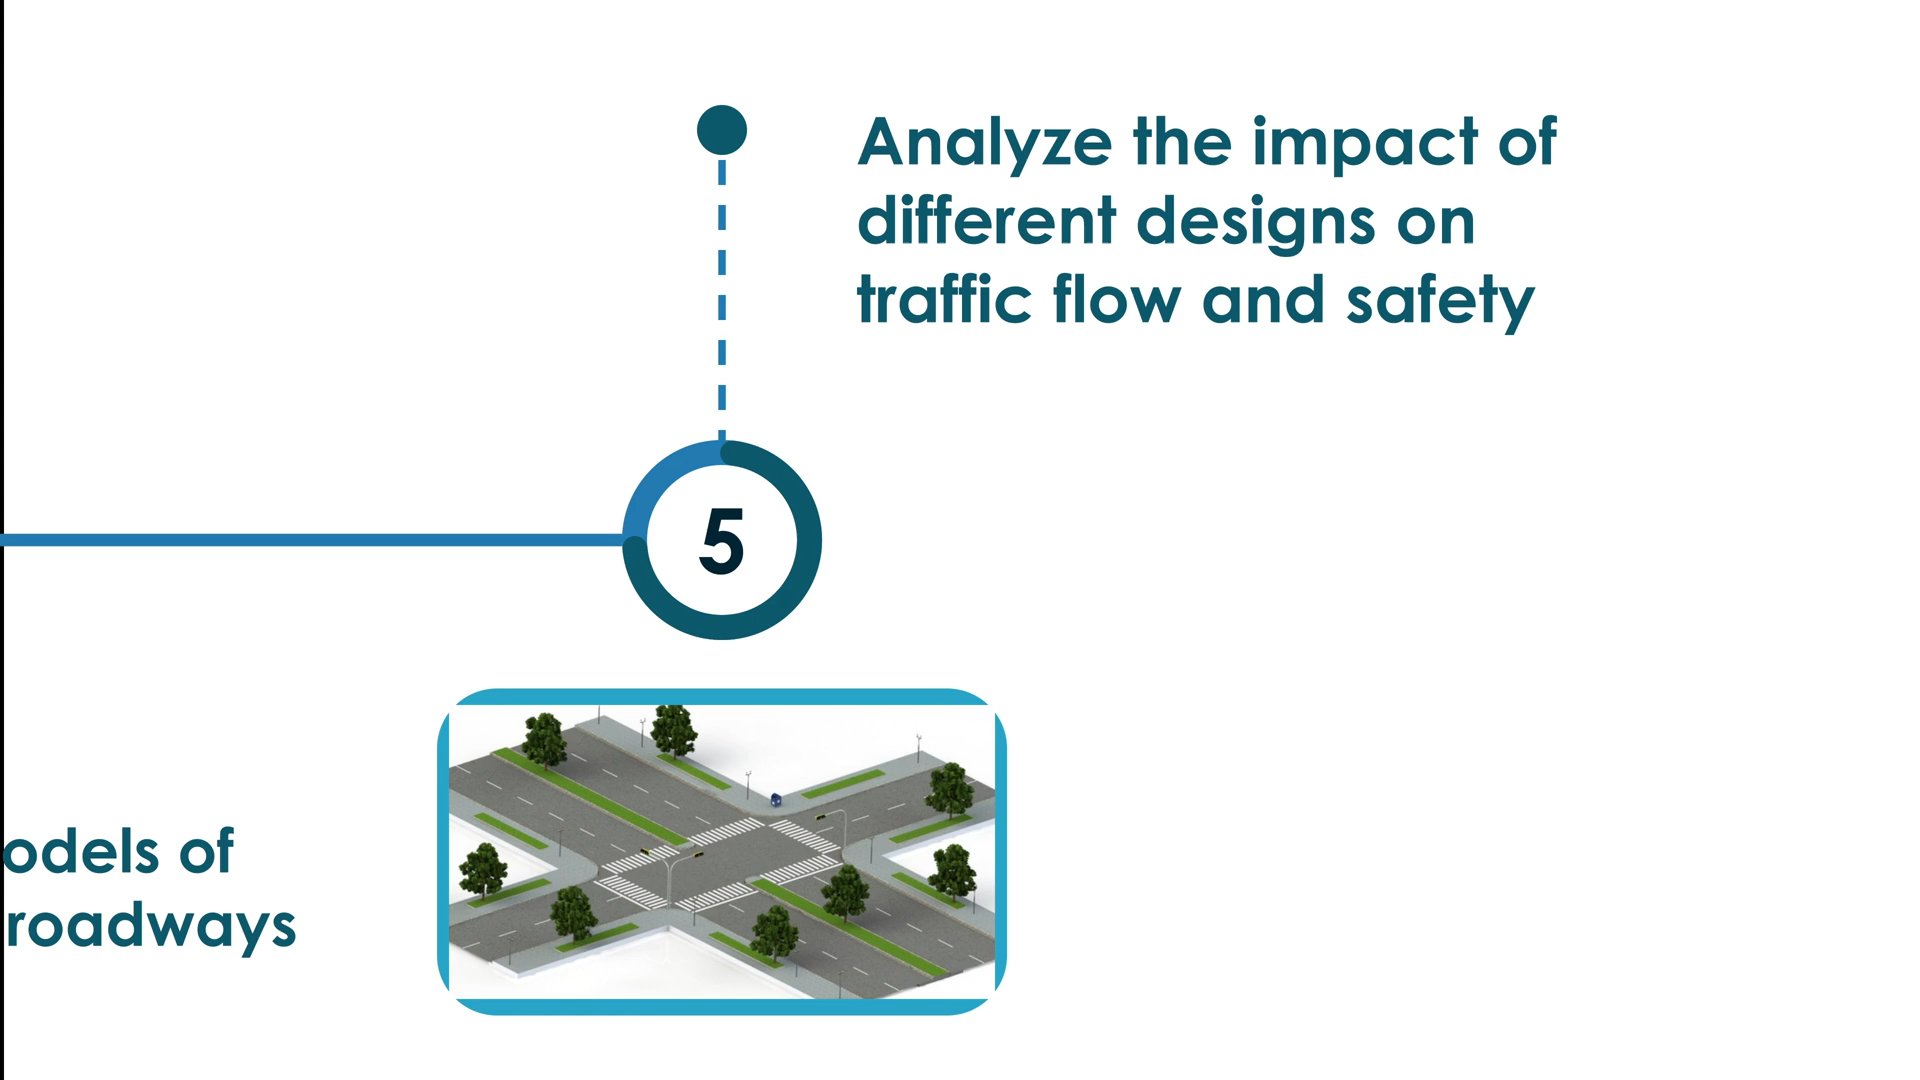 Analyze the impact of
different designs on
traffic flow and safety
5
odels of
roadways